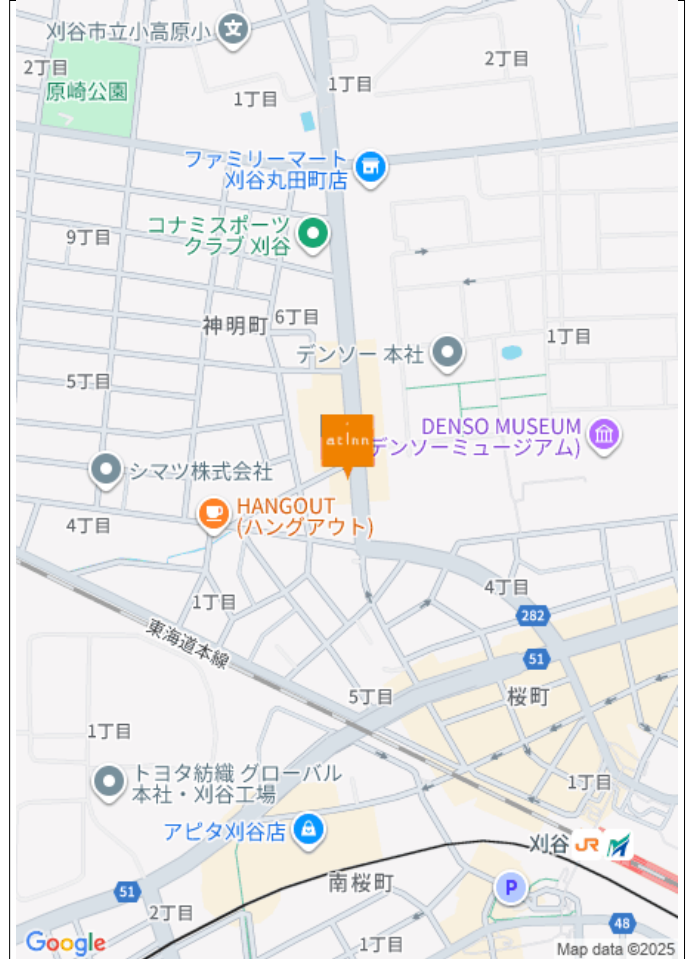 刈谷市立小高原小
2丁目
2丁目
原崎公園
1丁目
1丁目
ファミリーマート
刈谷丸田町店
コナミスポーツ
クラブ 刈谷
9丁目
6丁目
神明町
1丁目
デンソー 本社
5丁目
DENSO MUSEUM
デンソーミュージアム)
at inn
シマツ株式会社
HANGOUT
(ハングアウト)
4丁目
4丁目
1丁目
282
東海道本線
51
5丁目
桜町
1丁目
トヨタ紡織 グローバル
本社・刈谷工場
1丁目
アピタ刈谷店
刈谷 JR
南桜町
P
51
2丁目
48
1丁目
Google
Map data ©2025